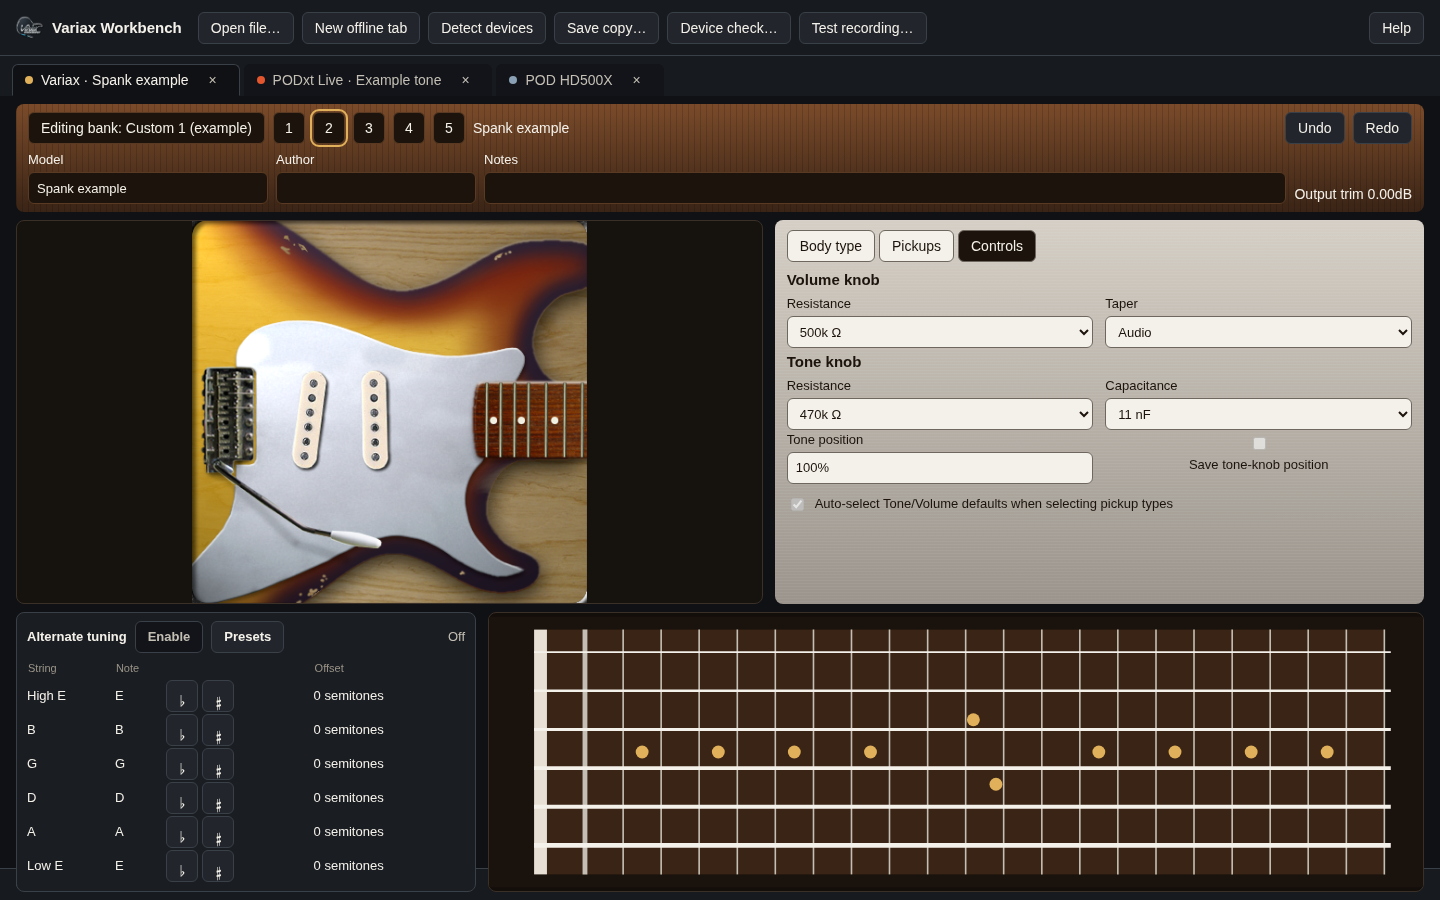 Variax Workbench Open file… New offline tab Detect devices Save copy… Device check… Test recording… Help
Variax · Spank example × PODxt Live · Example tone × POD HD500X ×
Editing bank: Custom 1 (example) 1 2 3 4 5 Spank example Undo Redo
Model Author Notes
Spank example Output trim 0.00dB
Body type Pickups Controls
Volume knob
Resistance Taper
500k Ω Audio
Tone knob
Resistance Capacitance
470k Ω 11 nF
Tone position
100% Save tone-knob position
Auto-select Tone/Volume defaults when selecting pickup types
Alternate tuning Enable Presets Off
String Note Offset
High E E ♭ ♯ 0 semitones
B B ♭ ♯ 0 semitones
G G ♭ ♯ 0 semitones
D D ♭ ♯ 0 semitones
A A ♭ ♯ 0 semitones
Low E E ♭ ♯ 0 semitones